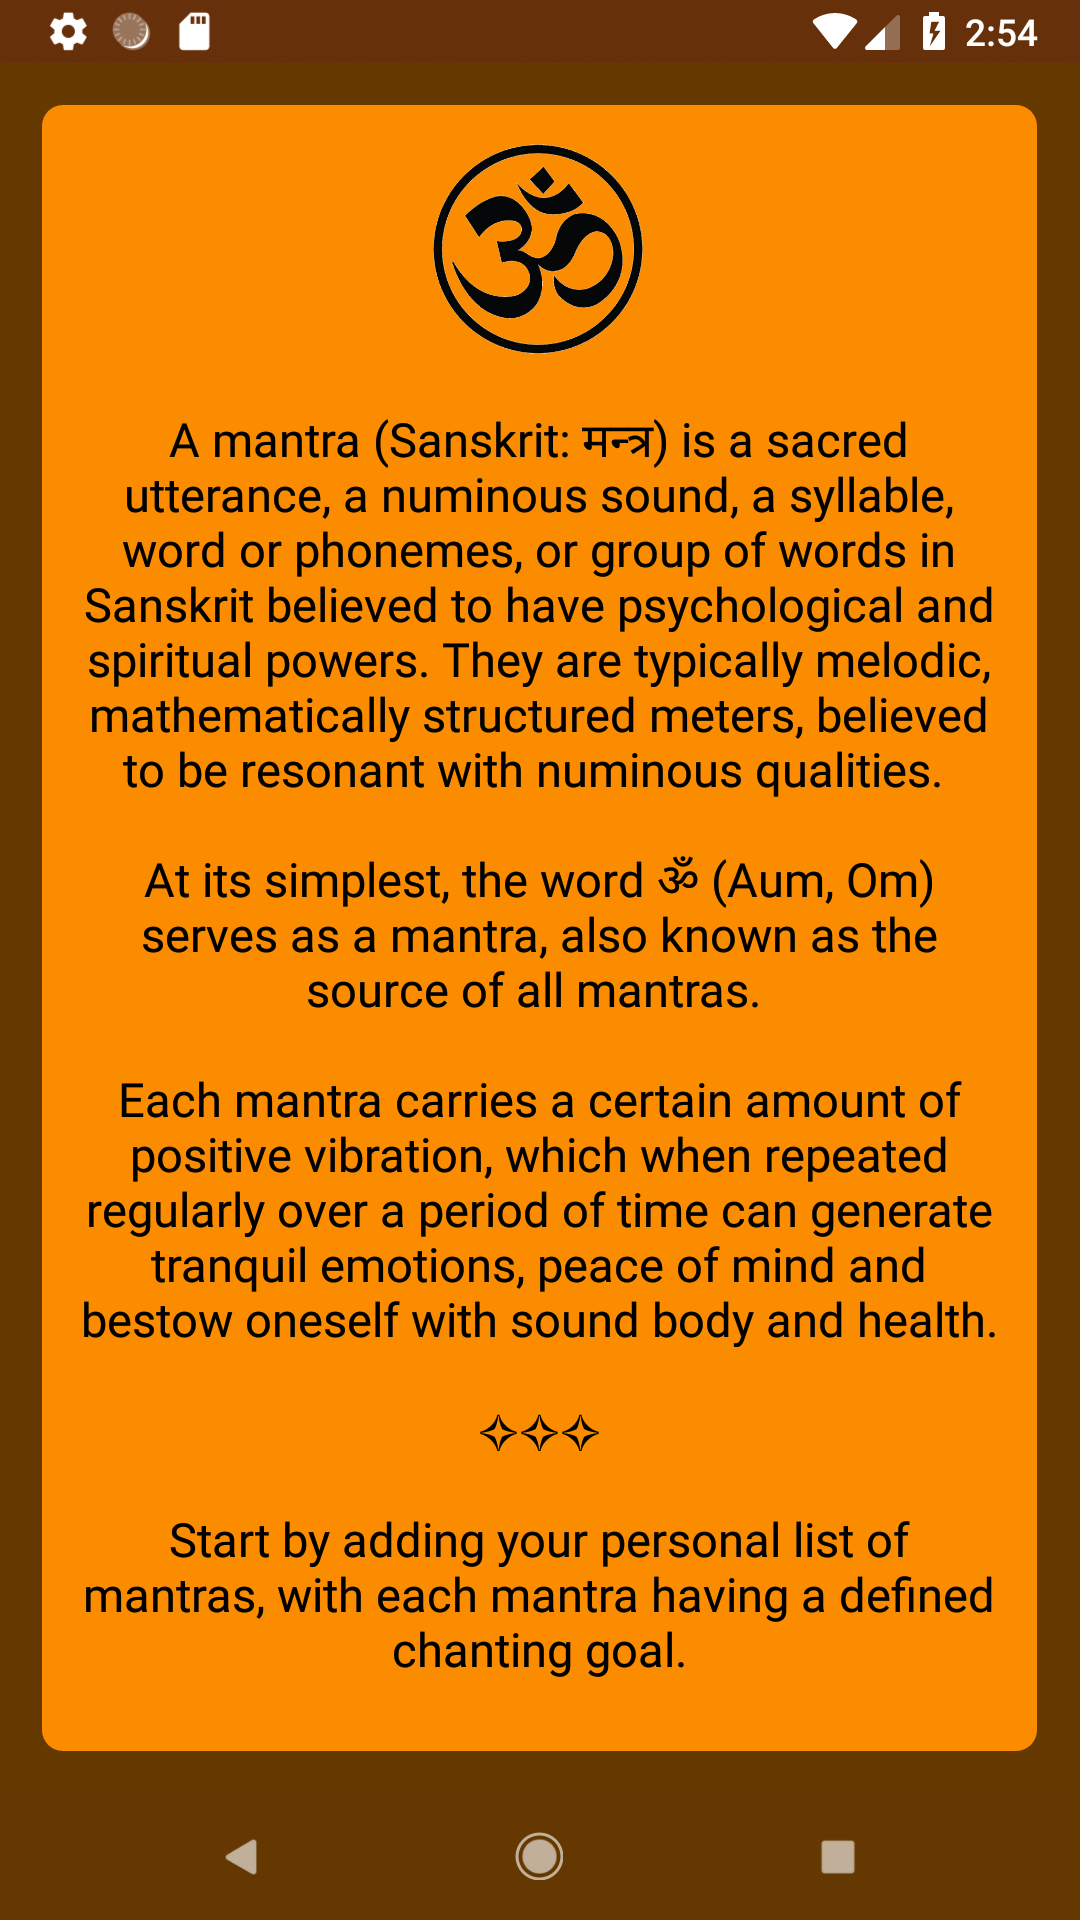 2:54
ॐ
A mantra (Sanskrit: मन्त्र) is a sacred
utterance, a numinous sound, a syllable,
word or phonemes, or group of words in
Sanskrit believed to have psychological and
spiritual powers. They are typically melodic,
mathematically structured meters, believed
to be resonant with numinous qualities.
At its simplest, the word ॐ (Aum, Om)
serves as a mantra, also known as the
source of all mantras.
Each mantra carries a certain amount of
positive vibration, which when repeated
regularly over a period of time can generate
tranquil emotions, peace of mind and
bestow oneself with sound body and health.
✧✧✧
Start by adding your personal list of
mantras, with each mantra having a defined
chanting goal.